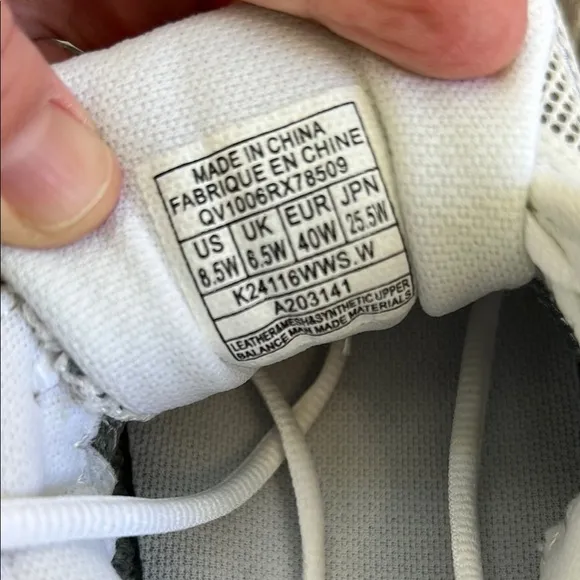 MADE IN CHINA
FABRIQUE EN CHINE
QV1006RX78509
US UK EUR JPN
8.5W 6.5W 40W 25.5W
K24116WWS.W
A203141
LEATHER&MESH&SYNTHETIC UPPER
BALANCE MAN MADE MATERIALS